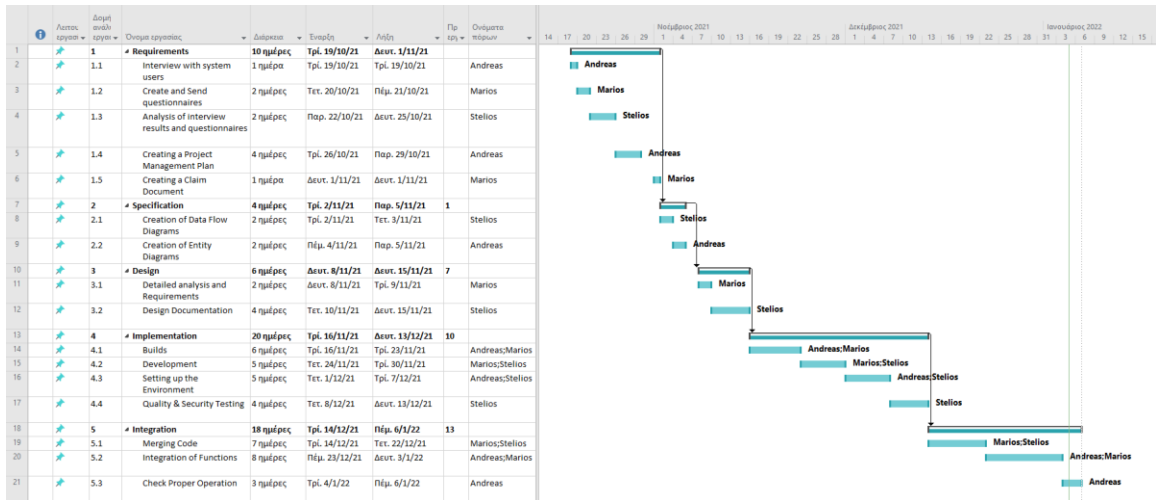 Λειτου Δομή ανάλυ Πρ Ονόματα
εργασι εργασ Όνομα εργασίας Διάρκεια Έναρξη Λήξη ερη πόρων
Νοέμβριος 2021 Δεκέμβριος 2021 Ιανουάριος 2022
14 17 20 23 26 29 1 4 7 10 13 16 19 22 25 28 1 4 7 10 13 16 19 22 25 28 31 3 6 9 12 15
1 1 Requirements 10 ημέρες Τρί. 19/10/21 Δευτ. 1/11/21
2 1.1 Interview with system 1 ημέρα Τρί. 19/10/21 Τρί. 19/10/21 Andreas Andreas
users
3 1.2 Create and Send 2 ημέρες Τετ. 20/10/21 Πέμ. 21/10/21 Marios Marios
questionnaires
4 1.3 Analysis of interview 2 ημέρες Παρ. 22/10/21 Δευτ. 25/10/21 Stelios Stelios
results and questionnaires
5 1.4 Creating a Project 4 ημέρες Τρί. 26/10/21 Παρ. 29/10/21 Andreas Andreas
Management Plan
6 1.5 Creating a Claim 1 ημέρα Δευτ. 1/11/21 Δευτ. 1/11/21 Marios Marios
Document
7 2 Specification 4 ημέρες Τρί. 2/11/21 Παρ. 5/11/21 1
8 2.1 Creation of Data Flow 2 ημέρες Τρί. 2/11/21 Τετ. 3/11/21 Stelios Stelios
Diagrams
9 2.2 Creation of Entity 2 ημέρες Πέμ. 4/11/21 Παρ. 5/11/21 Andreas Andreas
Diagrams
10 3 Design 6 ημέρες Δευτ. 8/11/21 Δευτ. 15/11/21 7
11 3.1 Detailed analysis and 2 ημέρες Δευτ. 8/11/21 Τρί. 9/11/21 Marios Marios
Requirements
12 3.2 Design Documentation 4 ημέρες Τετ. 10/11/21 Δευτ. 15/11/21 Stelios Stelios
13 4 Implementation 20 ημέρες Τρί. 16/11/21 Δευτ. 13/12/21 10
14 4.1 Builds 6 ημέρες Τρί. 16/11/21 Τρί. 23/11/21 Andreas;Marios Andreas;Marios
15 4.2 Development 5 ημέρες Τετ. 24/11/21 Τρί. 30/11/21 Marios;Stelios Marios;Stelios
16 4.3 Setting up the 5 ημέρες Τετ. 1/12/21 Τρί. 7/12/21 Andreas;Stelios Andreas;Stelios
Environment
17 4.4 Quality & Security Testing 4 ημέρες Τετ. 8/12/21 Δευτ. 13/12/21 Stelios Stelios
18 5 Integration 18 ημέρες Τρί. 14/12/21 Πέμ. 6/1/22 13
19 5.1 Merging Code 7 ημέρες Τρί. 14/12/21 Τετ. 22/12/21 Marios;Stelios Marios;Stelios
20 5.2 Integration of Functions 8 ημέρες Πέμ. 23/12/21 Δευτ. 3/1/22 Andreas;Marios Andreas;Marios
21 5.3 Check Proper Operation 3 ημέρες Τρί. 4/1/22 Πέμ. 6/1/22 Andreas Andreas